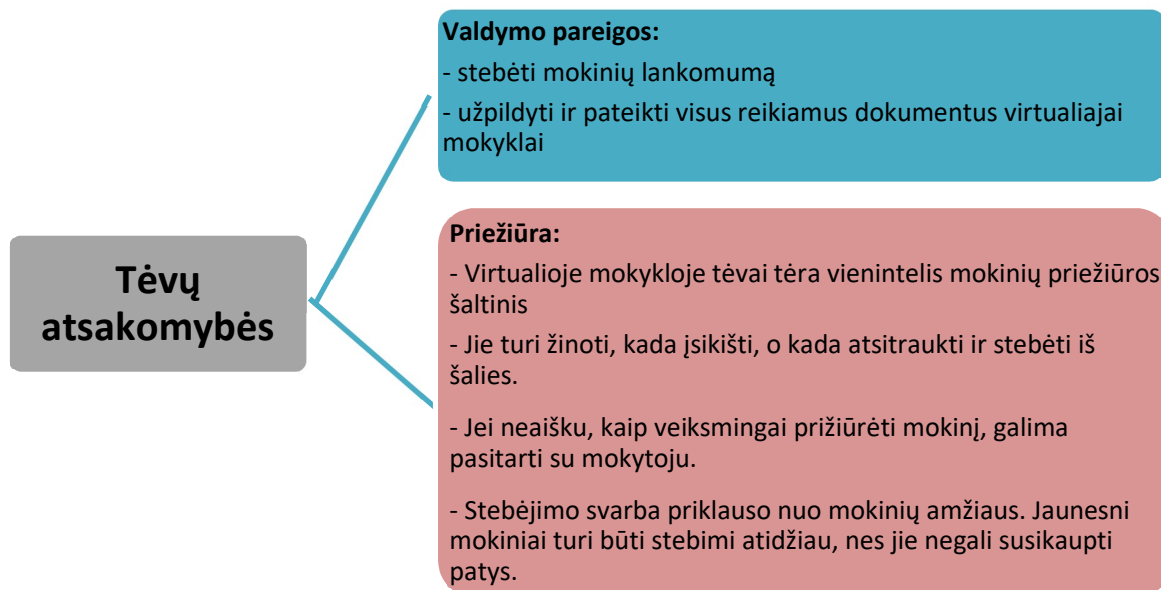 Tėvų
atsakomybės
Valdymo pareigos:
- stebėti mokinių lankomumą
- užpildyti ir pateikti visus reikiamus dokumentus virtualiajai
mokyklai
Priežiūra:
- Virtualioje mokykloje tėvai tėra vienintelis mokinių priežiūros
šaltinis
- Jie turi žinoti, kada įsikišti, o kada atsitraukti ir stebėti iš
šalies.
- Jei neaišku, kaip veiksmingai prižiūrėti mokinį, galima
pasitarti su mokytoju.
- Stebėjimo svarba priklauso nuo mokinių amžiaus. Jaunesni
mokiniai turi būti stebimi atidžiau, nes jie negali susikaupti
patys.